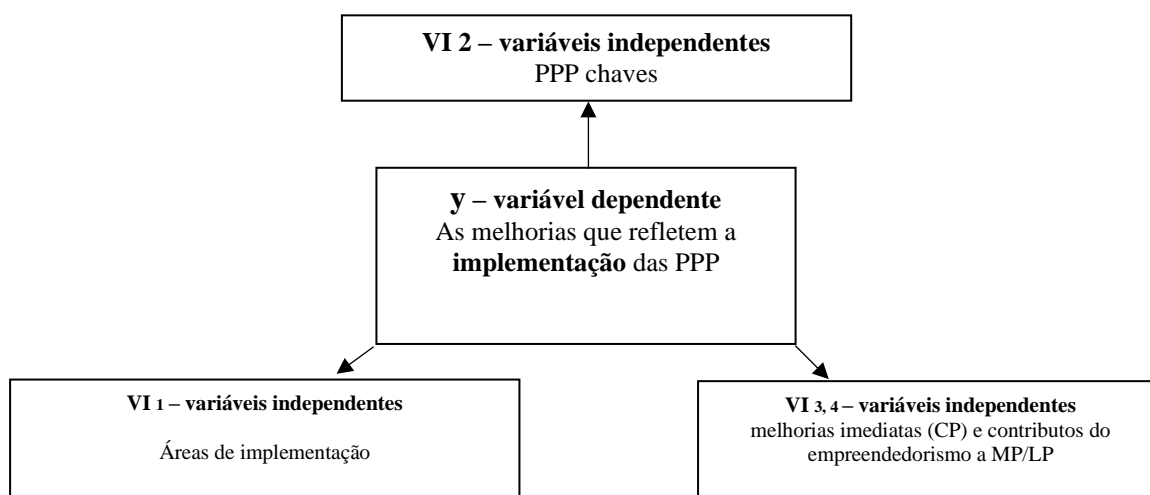 VI 2 – variáveis independentes
PPP chaves
y – variável dependente
As melhorias que refletem a
implementação das PPP
VI 1 – variáveis independentes
Áreas de implementação
VI 3, 4 – variáveis independentes
melhorias imediatas (CP) e contributos do
empreendedorismo a MP/LP